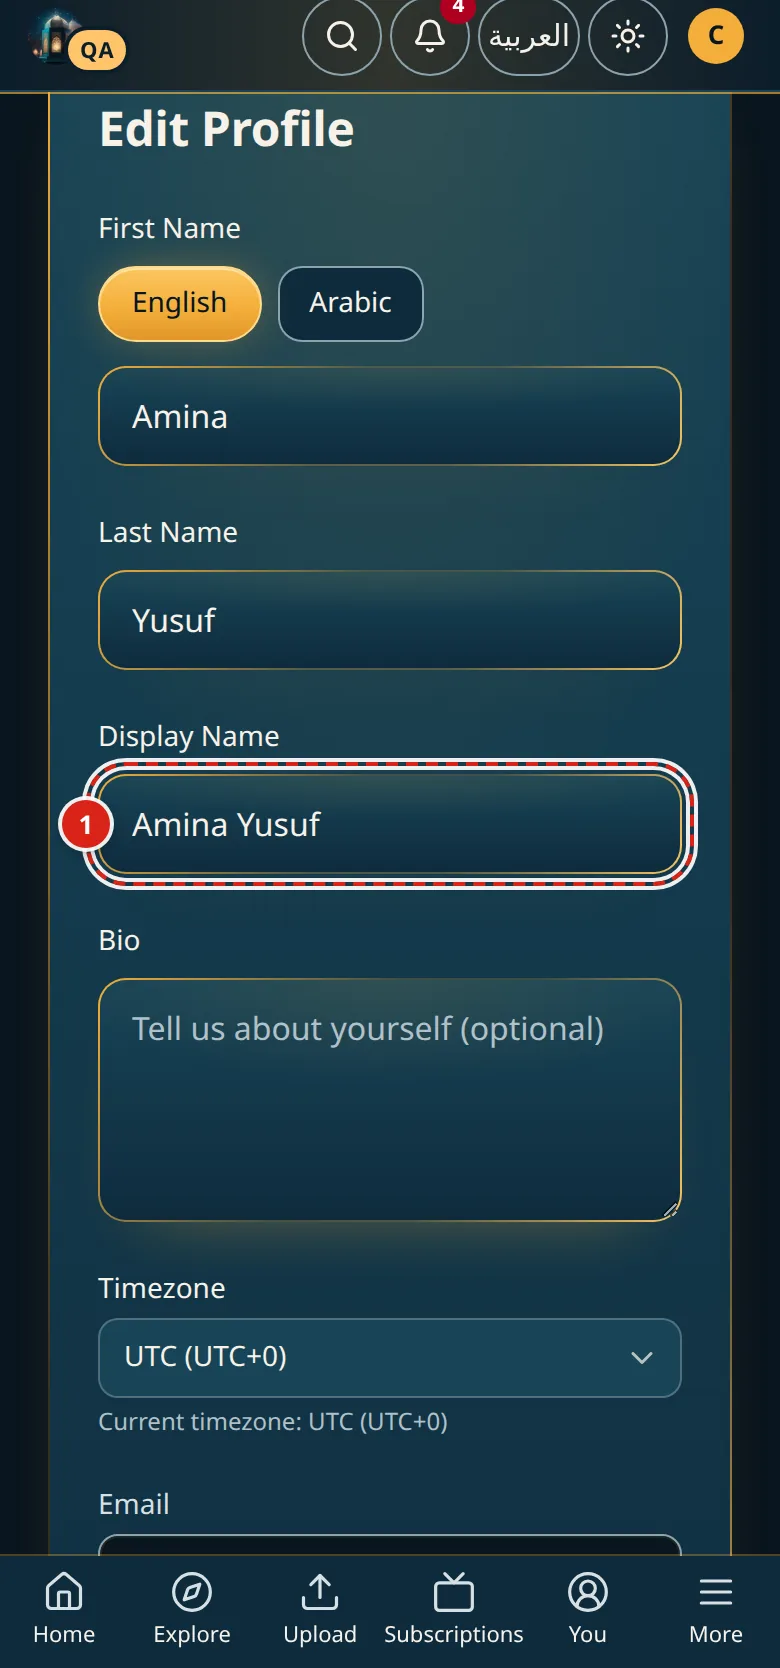 QA
4
العربية
C
Edit Profile
First Name
English
Arabic
Amina
Last Name
Yusuf
Display Name
1
Amina Yusuf
Bio
Tell us about yourself (optional)
Timezone
UTC (UTC+0)
Current timezone: UTC (UTC+0)
Email
Home
Explore
Upload
Subscriptions
You
More